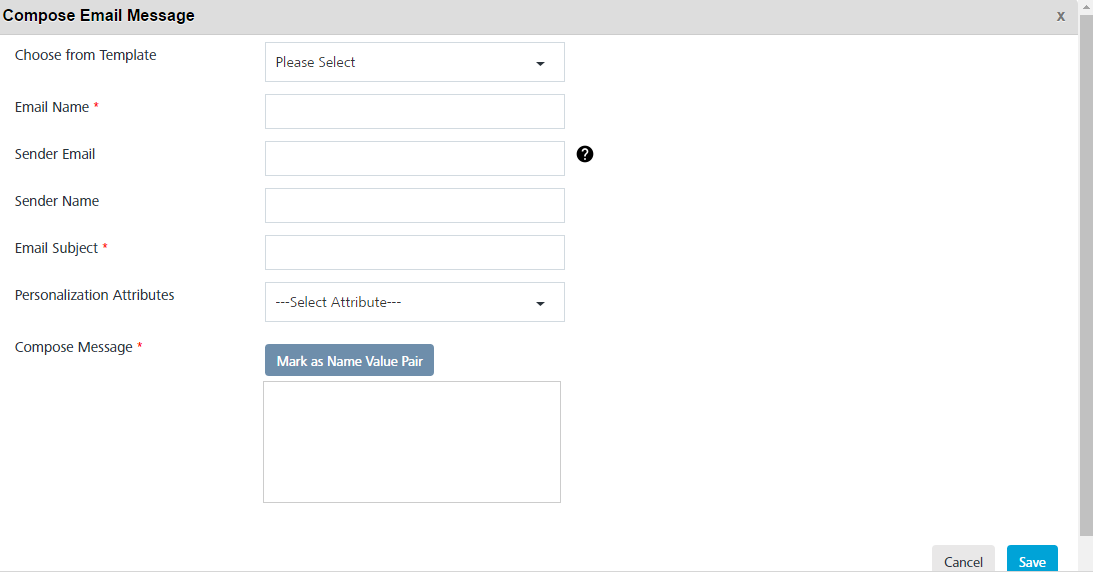 Compose Email Message
x
Choose from Template
Please Select
Email Name *
Sender Email
?
Sender Name
Email Subject *
Personalization Attributes
---Select Attribute---
Compose Message *
Mark as Name Value Pair
Cancel
Save